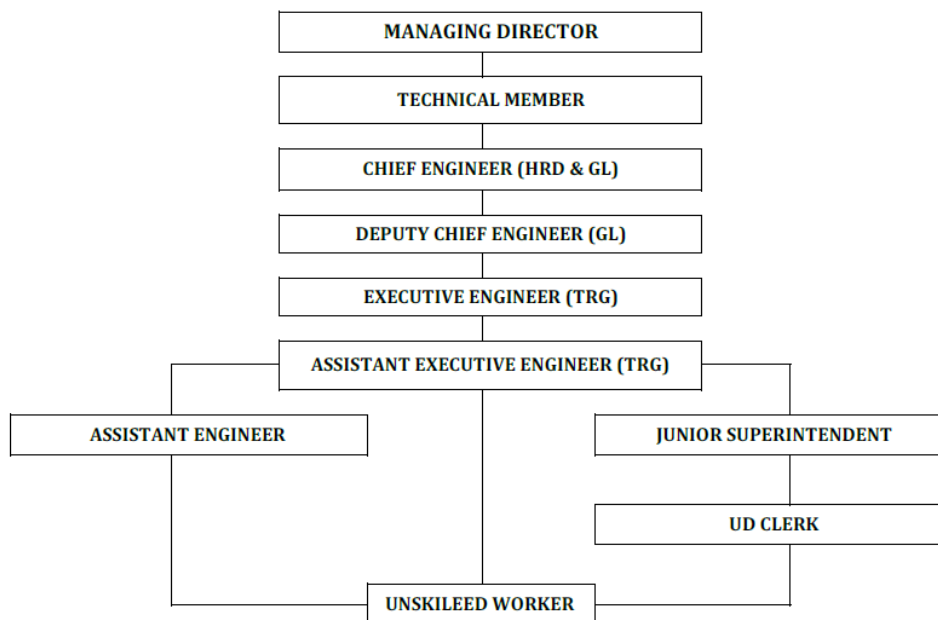 MANAGING DIRECTOR
TECHNICAL MEMBER
CHIEF ENGINEER (HRD & GL)
DEPUTY CHIEF ENGINEER (GL)
EXECUTIVE ENGINEER (TRG)
ASSISTANT EXECUTIVE ENGINEER (TRG)
ASSISTANT ENGINEER
JUNIOR SUPERINTENDENT
UD CLERK
UNSKILEED WORKER